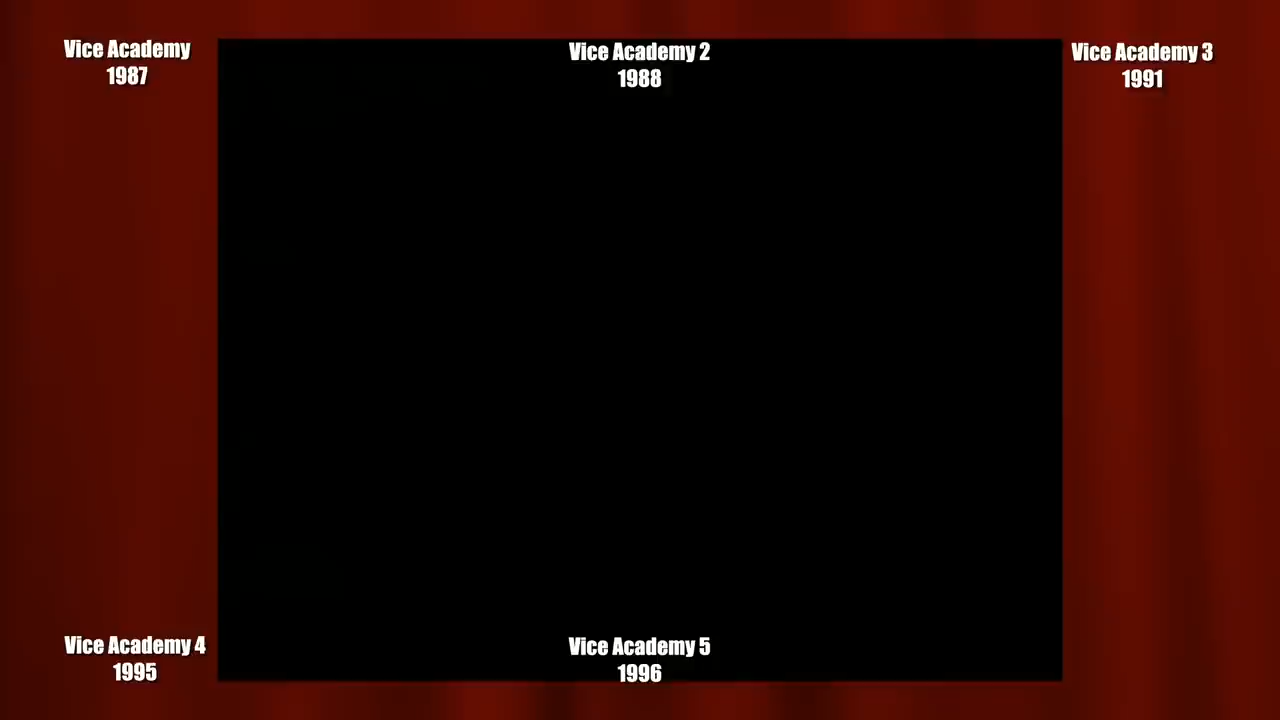 Vice Academy
1987
Vice Academy 2
1988
Vice Academy 3
1991
Vice Academy 4
1995
Vice Academy 5
1996